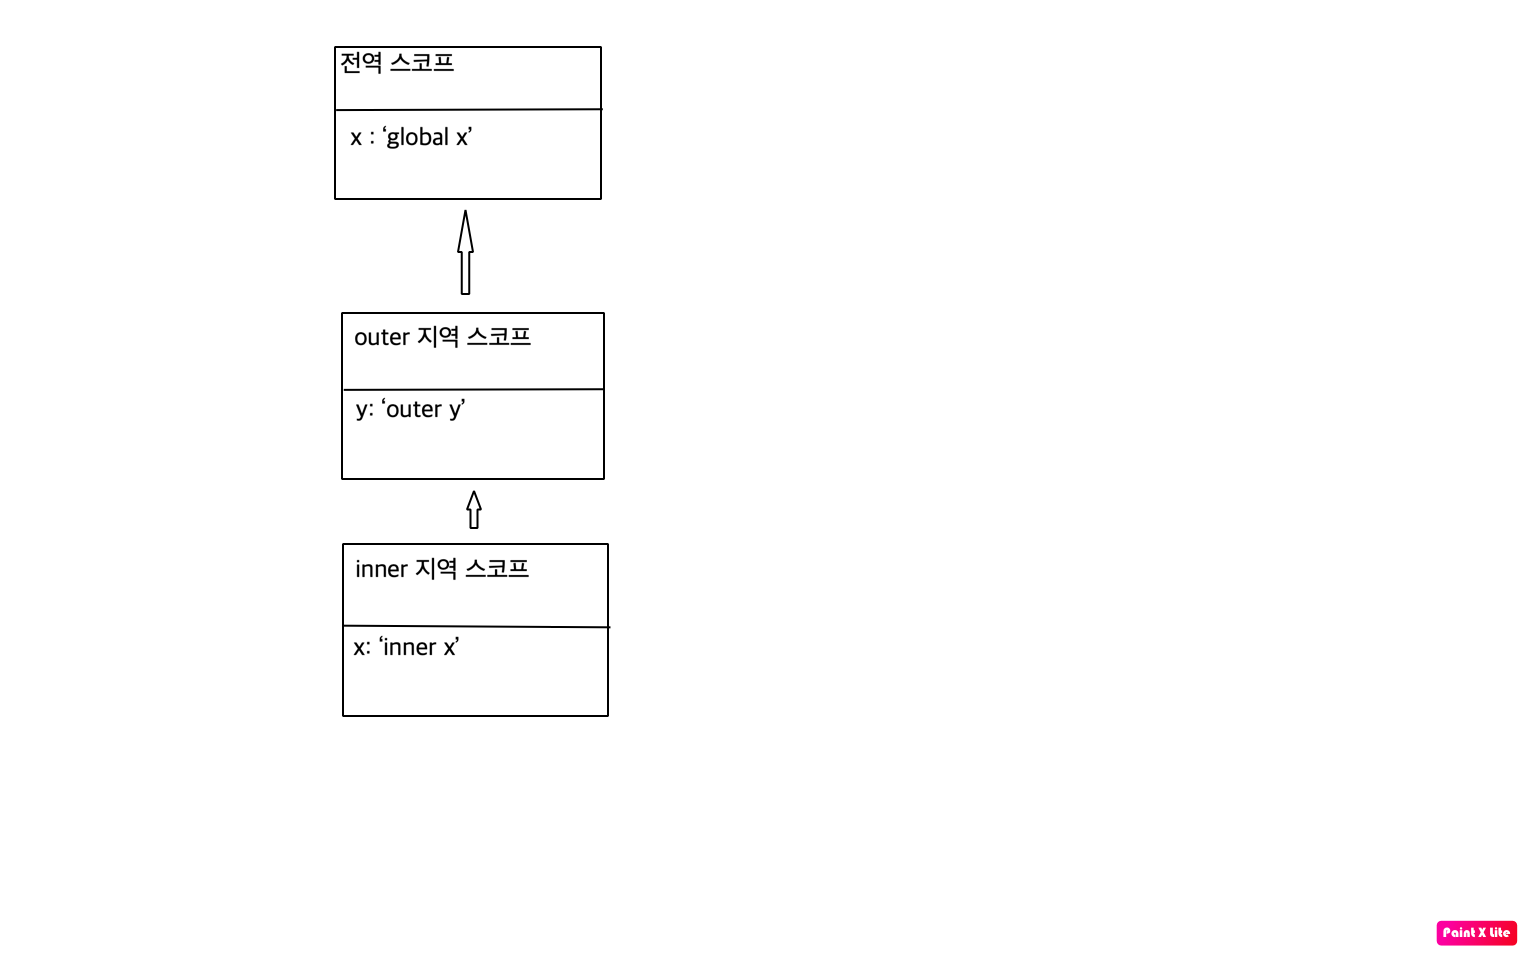 전역 스코프
x : ‘global x’
outer 지역 스코프
y: ‘outer y’
inner 지역 스코프
x: ‘inner x’
Paint X Lite